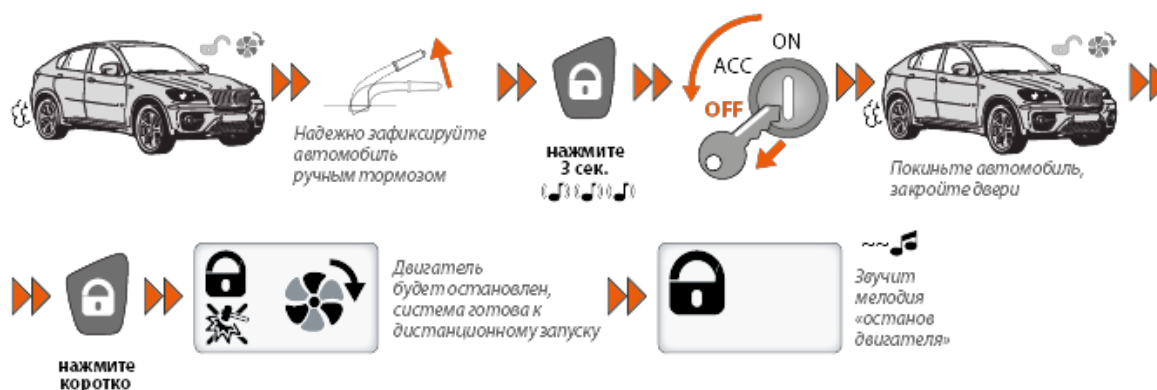 Надежно зафиксируйте
автомобиль
ручным тормозом
нажмите
3 сек.
ON
ACC
OFF
Покиньте автомобиль,
закройте двери
нажмите
коротко
Двигатель
будет остановлен,
система готова к
дистанционному запуску
Звучит
мелодия
«останов
двигателя»